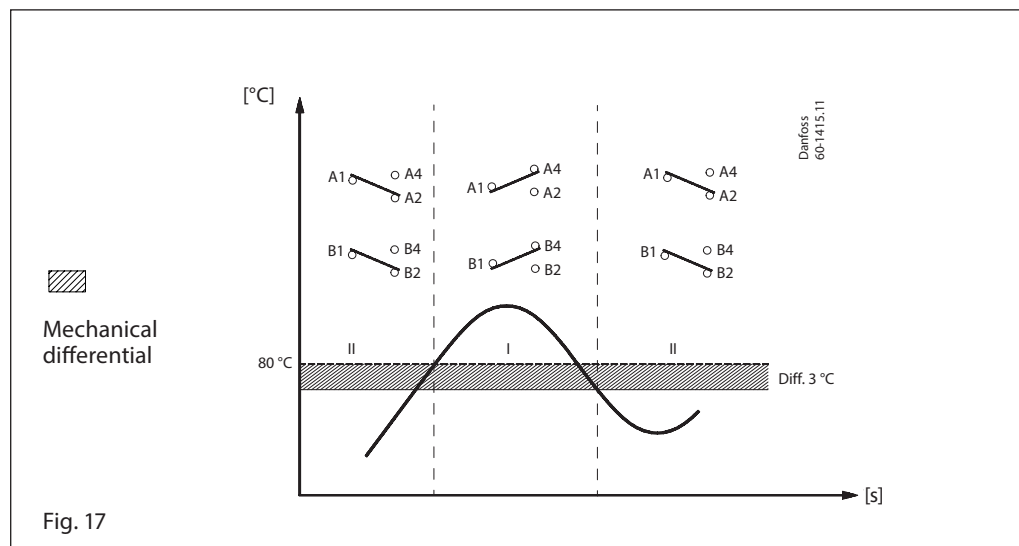 [°C]
Danfoss
60-1415.11
A1 A4
A2
A1 A4
A2
A1 A4
A2
B1 B4
B2
B1 B4
B2
B1 B4
B2
Mechanical
differential
II I II
80 °C
Diff. 3 °C
[s]
Fig. 17